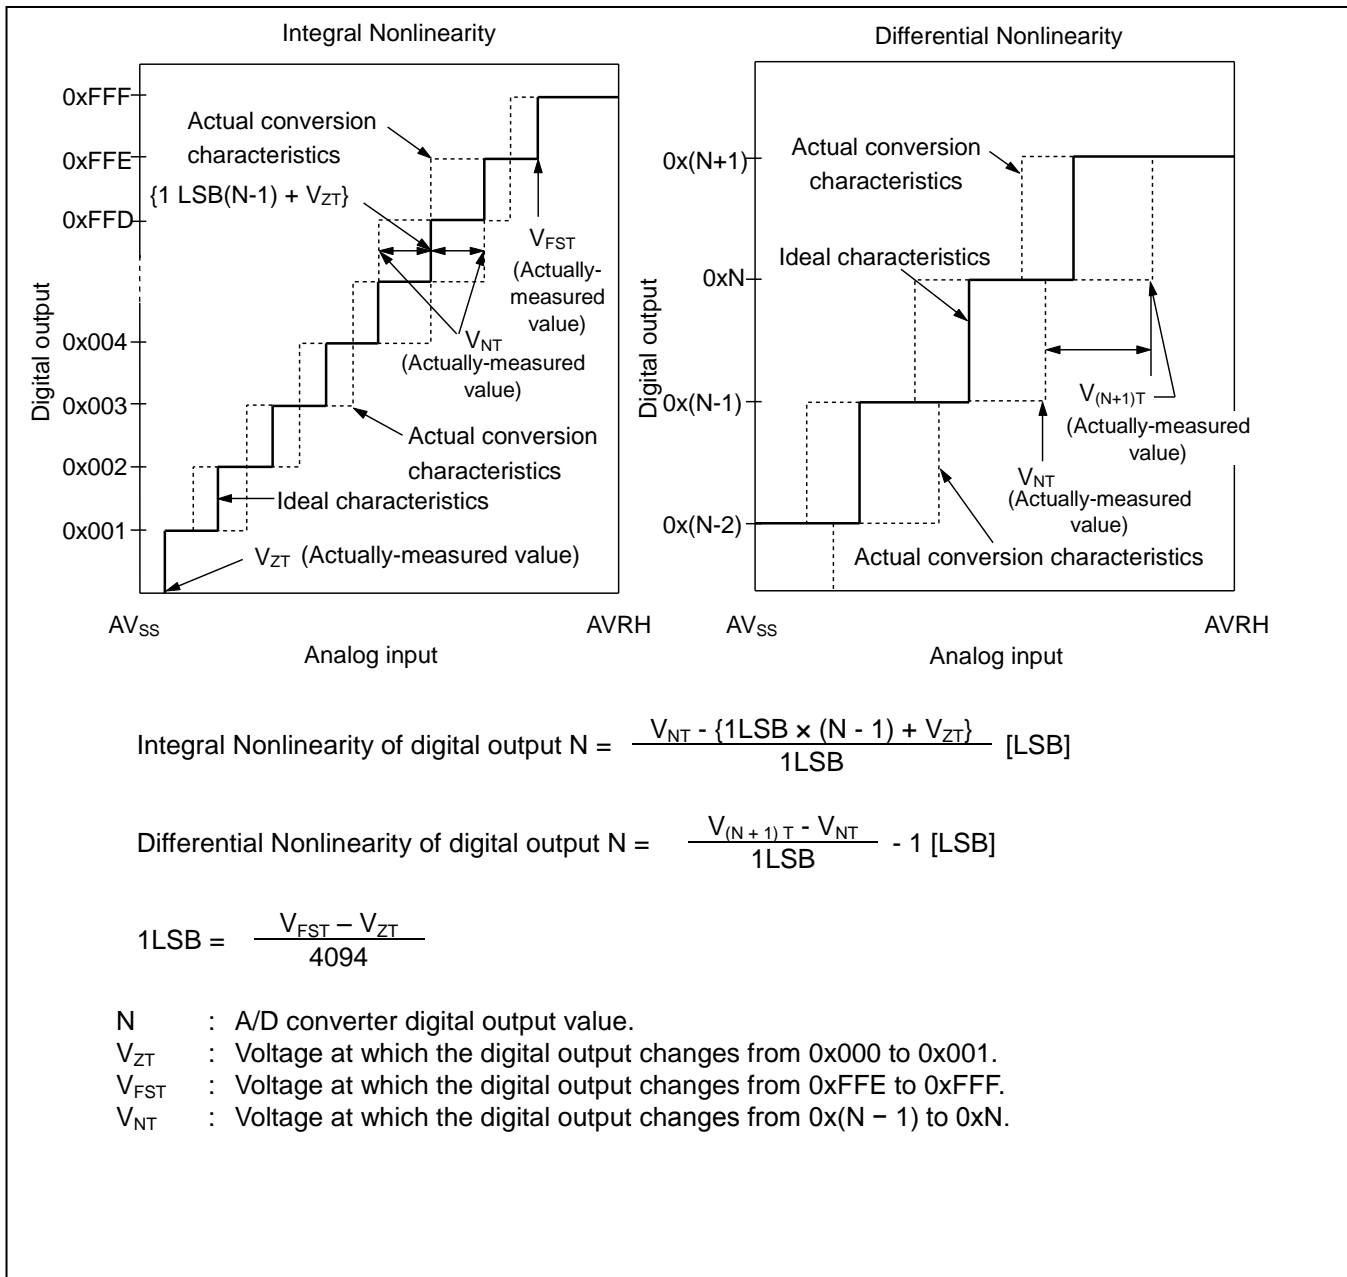 Integral Nonlinearity
0xFFF
0xFFE
0xFFD
0x004
0x003
0x002
0x001
Digital output
Actual conversion
characteristics
{1 LSB(N-1) + VZT}
VFST
(Actually-
measured
value)
VNT
(Actually-measured
value)
Actual conversion
characteristics
Ideal characteristics
VZT (Actually-measured value)
AVSS
AVRH
Analog input
Differential Nonlinearity
0x(N+1)
0xN
0x(N-1)
0x(N-2)
Digital output
Actual conversion
characteristics
Ideal characteristics
V(N+1)T
(Actually-measured
value)
VNT
(Actually-measured
value)
Actual conversion characteristics
AVSS
AVRH
Analog input
Integral Nonlinearity of digital output N = VNT - {1LSB × (N - 1) + VZT} / 1LSB [LSB]
Differential Nonlinearity of digital output N = V(N + 1) T - VNT / 1LSB - 1 [LSB]
1LSB = VFST – VZT / 4094
N : A/D converter digital output value.
VZT : Voltage at which the digital output changes from 0x000 to 0x001.
VFST : Voltage at which the digital output changes from 0xFFE to 0xFFF.
VNT : Voltage at which the digital output changes from 0x(N − 1) to 0xN.